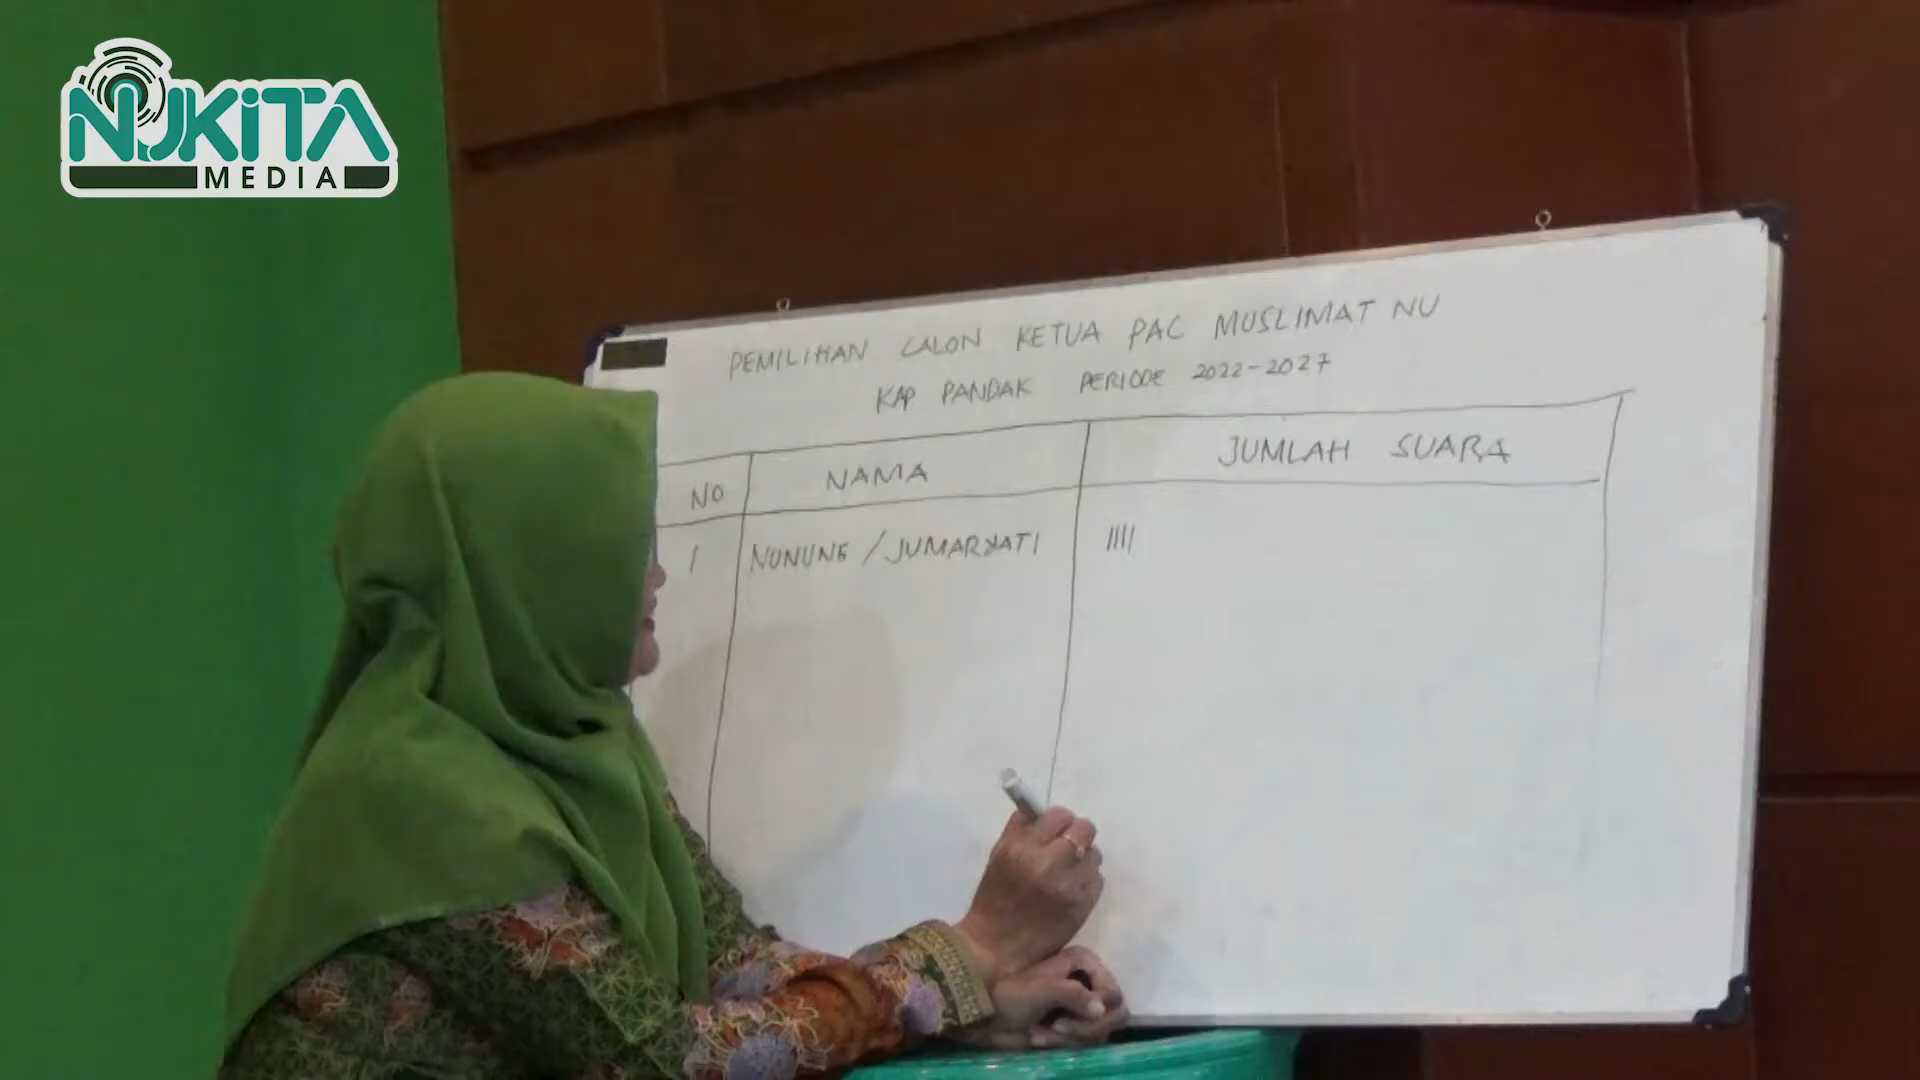 NUKITA
MEDIA
PEMILIHAN CALON KETUA PAC MUSLIMAT NU
KAP PANDAK PERIODE 2022-2027
NO NAMA JUMLAH SUARA
1 NUNUNG / JUMARYATI IIII